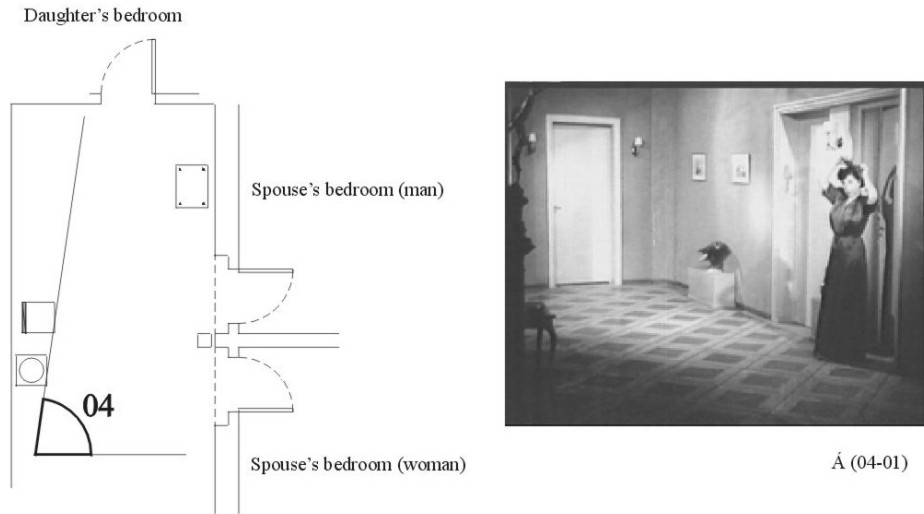 Daughter’s bedroom
Spouse’s bedroom (man)
04
Spouse’s bedroom (woman)
Á (04-01)